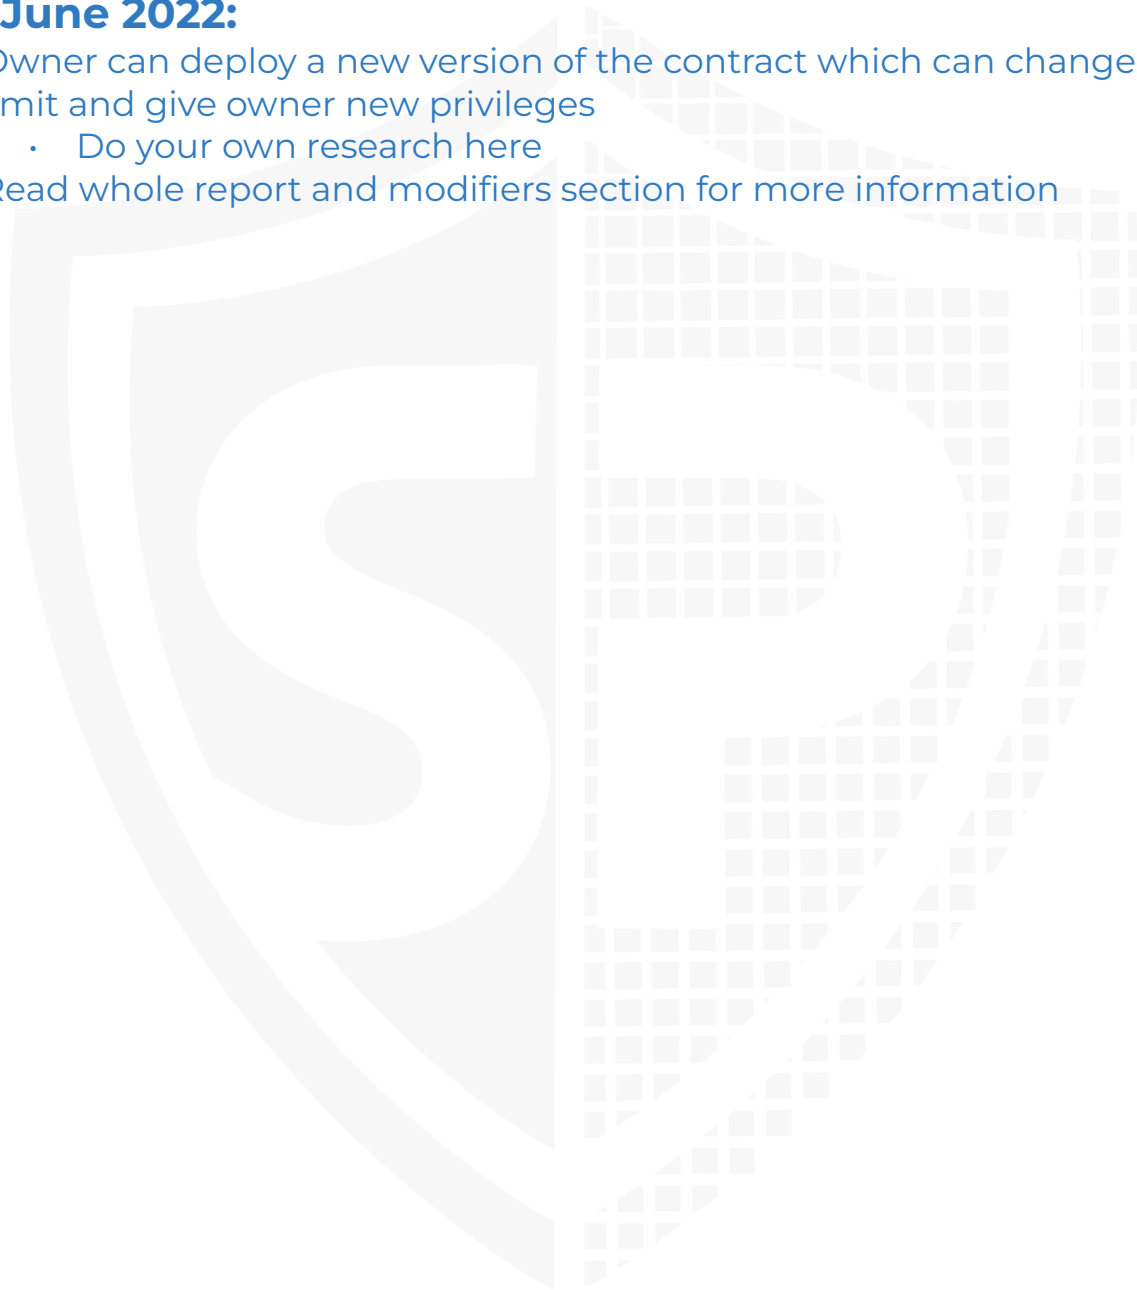 June 2022:
Owner can deploy a new version of the contract which can change
mit and give owner new privileges
• Do your own research here
Read whole report and modifiers section for more information
SP